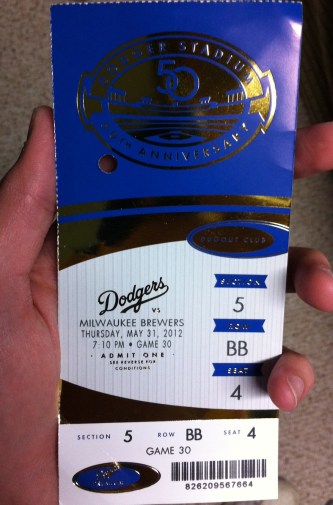 DODGER STADIUM
50
50TH ANNIVERSARY
DUGOUT CLUB
Dodgers
VS
MILWAUKEE BREWERS
THURSDAY, MAY 31, 2012
7:10 PM • GAME 30
• ADMIT ONE •
SEE REVERSE FOR
CONDITIONS
SECTION
5
ROW
BB
SEAT
4
SECTION 5 ROW BB SEAT 4
GAME 30
826209567664